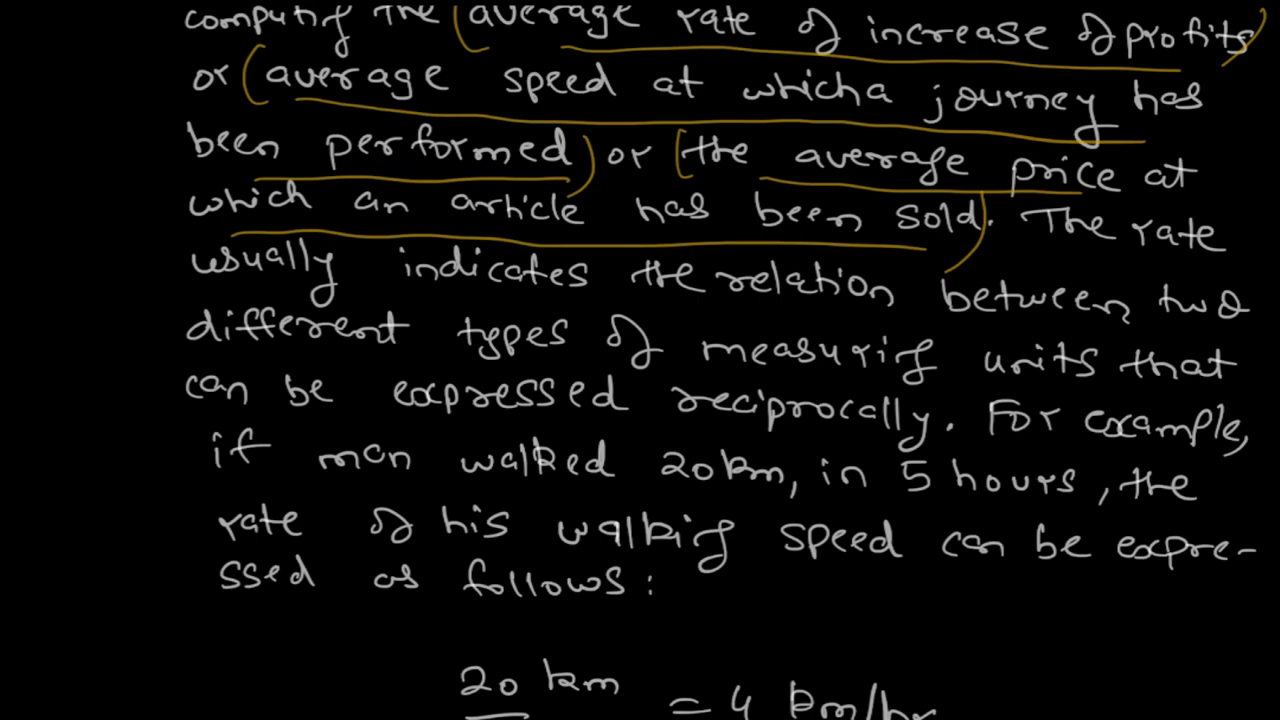 computing the (average rate of increase of profits)
or (average speed at which a journey has
been performed) or (the average price at
which an article has been sold). The rate
usually indicates the relation between two
different types of measuring units that
can be expressed reciprocally. For example,
if man walked 20km, in 5 hours, the
rate of his walking speed can be expre-
ssed as follows:
20 km
= 4 km/hr